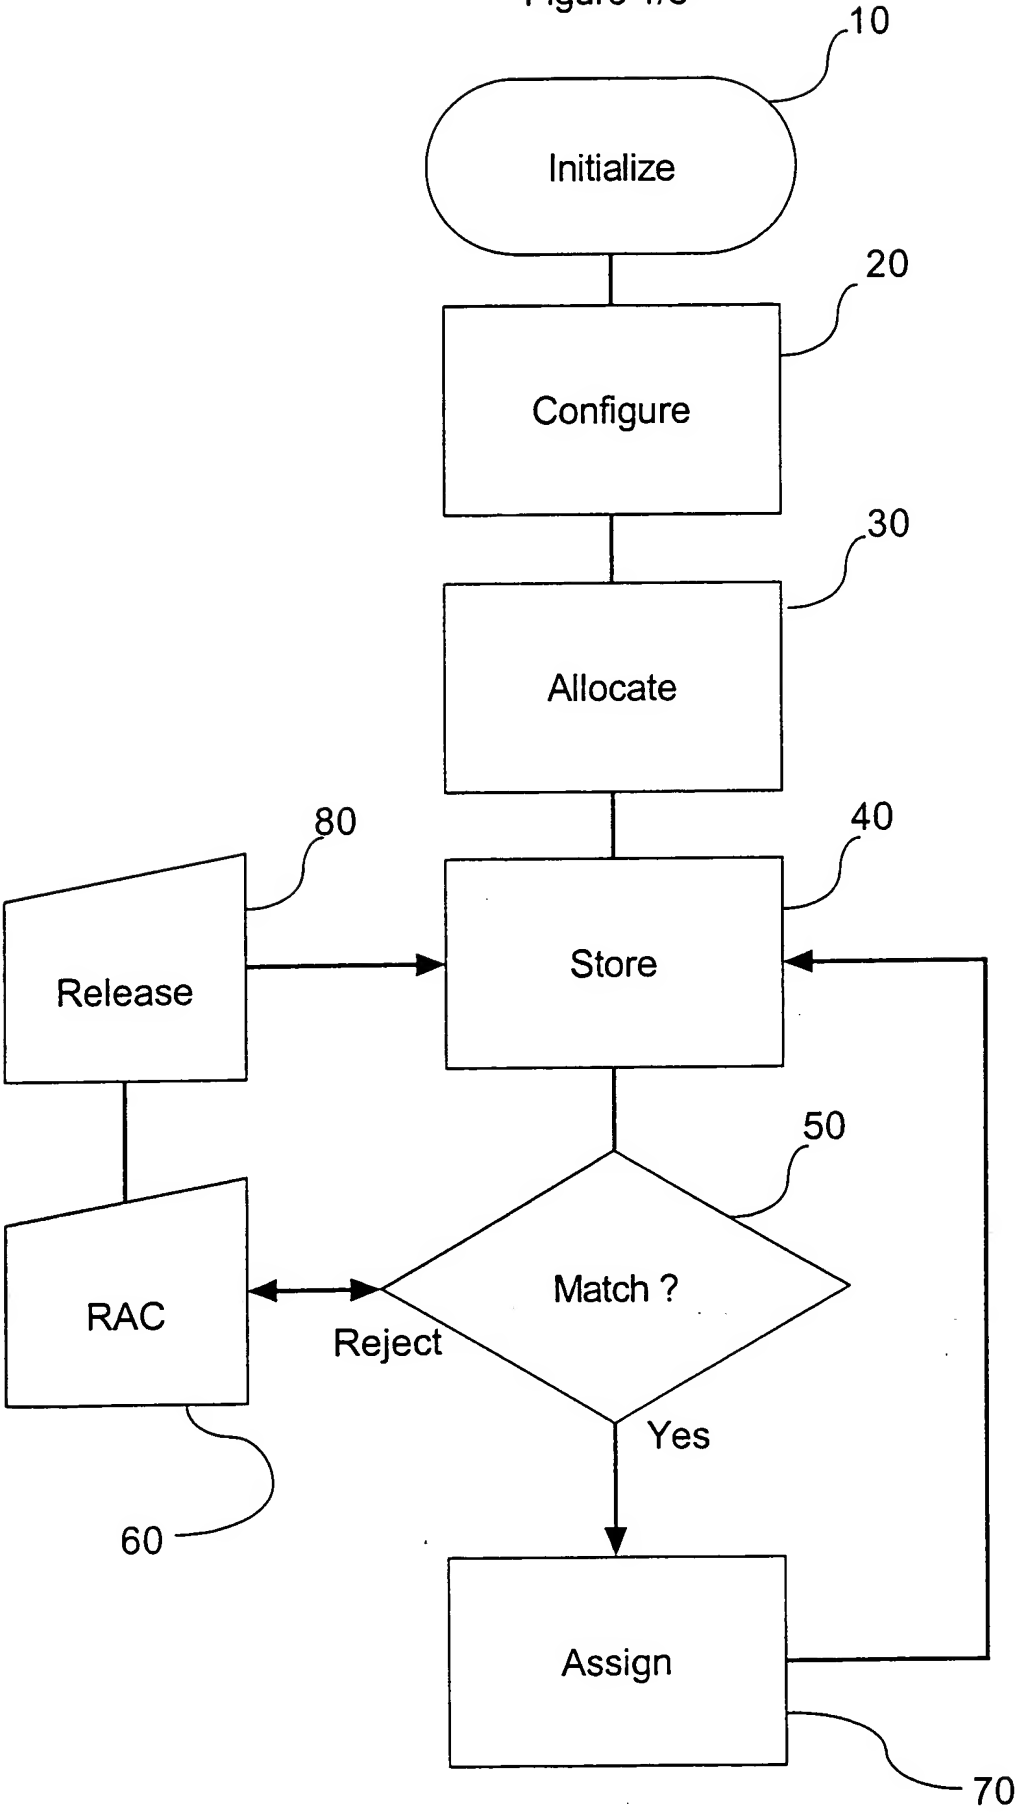 10
Initialize
20
Configure
30
Allocate
80
40
Release
Store
50
RAC
Match ?
Reject
Yes
60
Assign
70